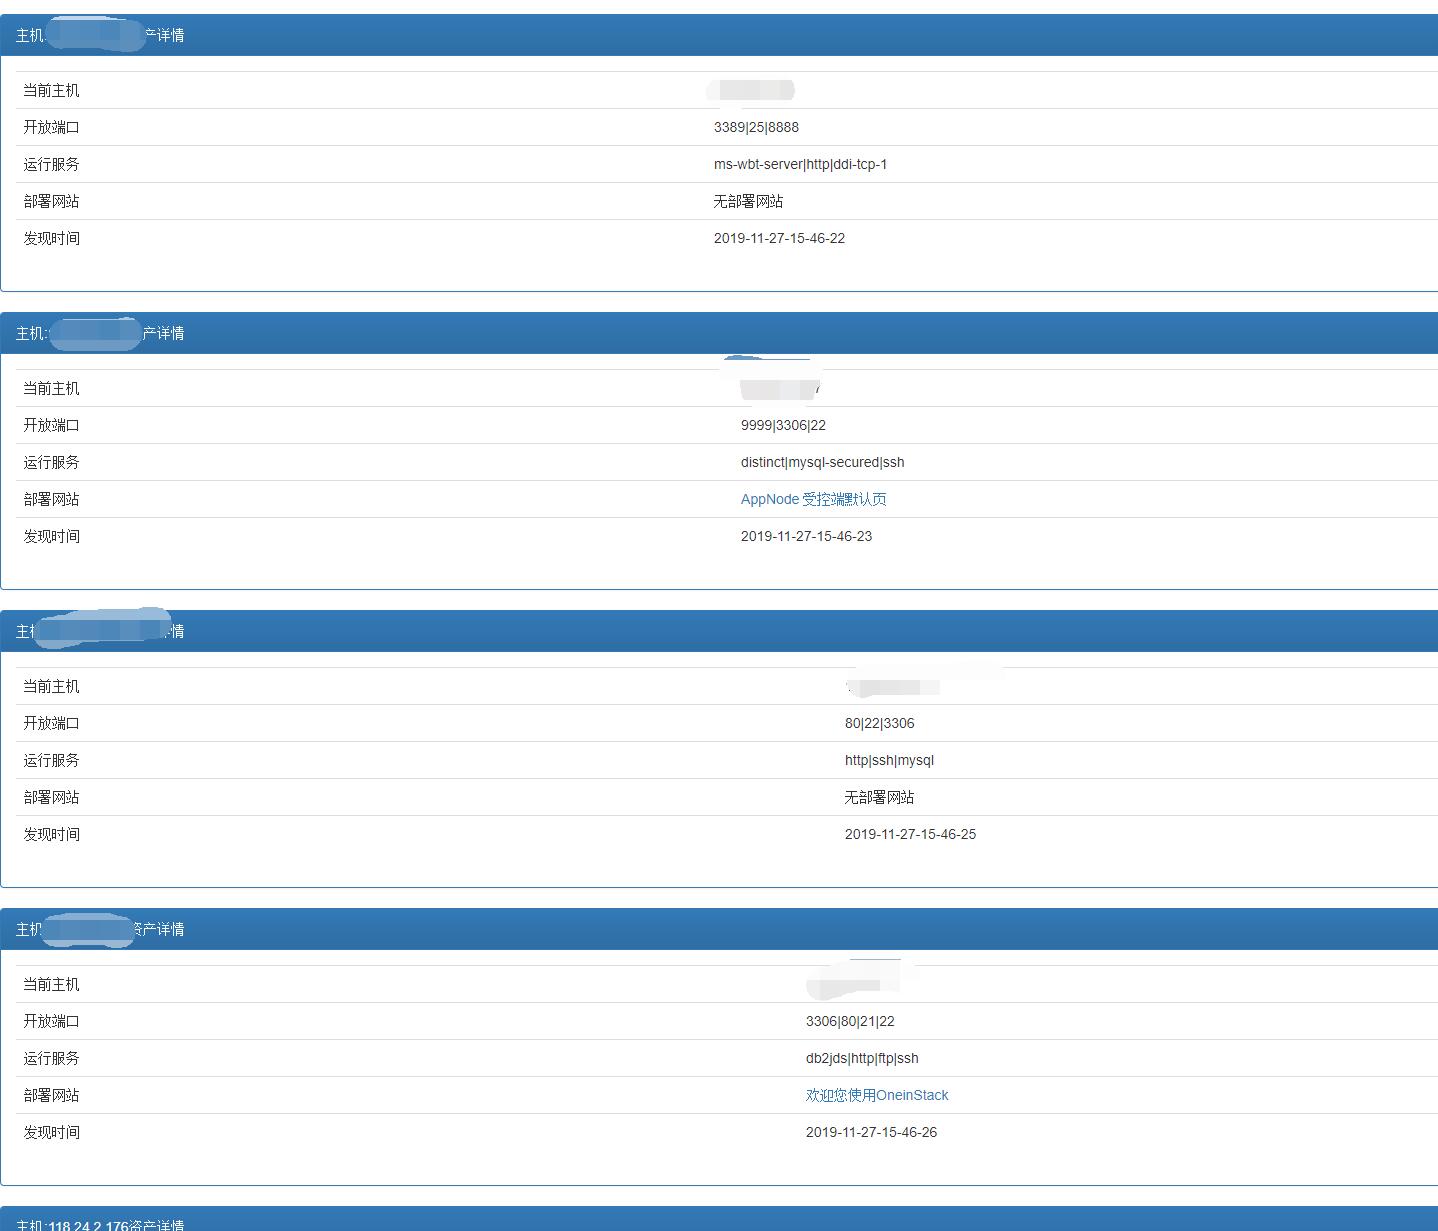 主机:产详情
当前主机
开放端口 3389|25|8888
运行服务 ms-wbt-server|http|ddi-tcp-1
部署网站 无部署网站
发现时间 2019-11-27-15-46-22
主机:产详情
当前主机
开放端口 9999|3306|22
运行服务 distinct|mysql-secured|ssh
部署网站 AppNode 受控端默认页
发现时间 2019-11-27-15-46-23
主机情
当前主机
开放端口 80|22|3306
运行服务 http|ssh|mysql
部署网站 无部署网站
发现时间 2019-11-27-15-46-25
主机资产详情
当前主机
开放端口 3306|80|21|22
运行服务 db2jds|http|ftp|ssh
部署网站 欢迎您使用OneinStack
发现时间 2019-11-27-15-46-26
主机:118.24.2.176资产详情